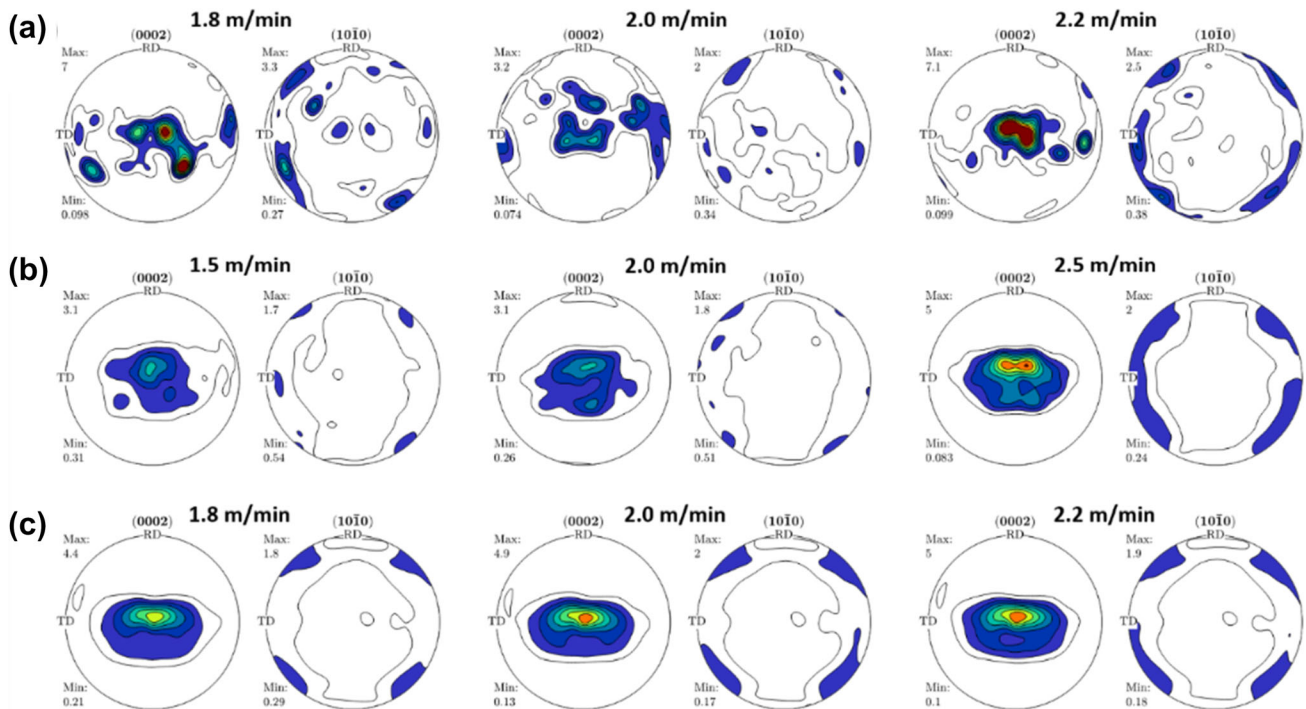 (a)
1.8 m/min
2.0 m/min
2.2 m/min
(0002)
(101̄0)
(0002)
(101̄0)
(0002)
(101̄0)
Max:
7
RD
Max:
3.3
RD
Max:
3.2
RD
Max:
2
RD
Max:
7.1
RD
Max:
2.5
RD
TD
TD
TD
TD
TD
TD
Min:
0.098
Min:
0.27
Min:
0.074
Min:
0.34
Min:
0.099
Min:
0.38
(b)
1.5 m/min
2.0 m/min
2.5 m/min
(0002)
(101̄0)
(0002)
(101̄0)
(0002)
(101̄0)
Max:
3.1
RD
Max:
1.7
RD
Max:
3.1
RD
Max:
1.8
RD
Max:
5
RD
Max:
2
RD
TD
TD
TD
TD
TD
TD
Min:
0.31
Min:
0.54
Min:
0.26
Min:
0.51
Min:
0.083
Min:
0.24
(c)
1.8 m/min
2.0 m/min
2.2 m/min
(0002)
(101̄0)
(0002)
(101̄0)
(0002)
(101̄0)
Max:
4.4
RD
Max:
1.8
RD
Max:
4.9
RD
Max:
2
RD
Max:
5
RD
Max:
1.9
RD
TD
TD
TD
TD
TD
TD
Min:
0.21
Min:
0.29
Min:
0.13
Min:
0.17
Min:
0.1
Min:
0.18